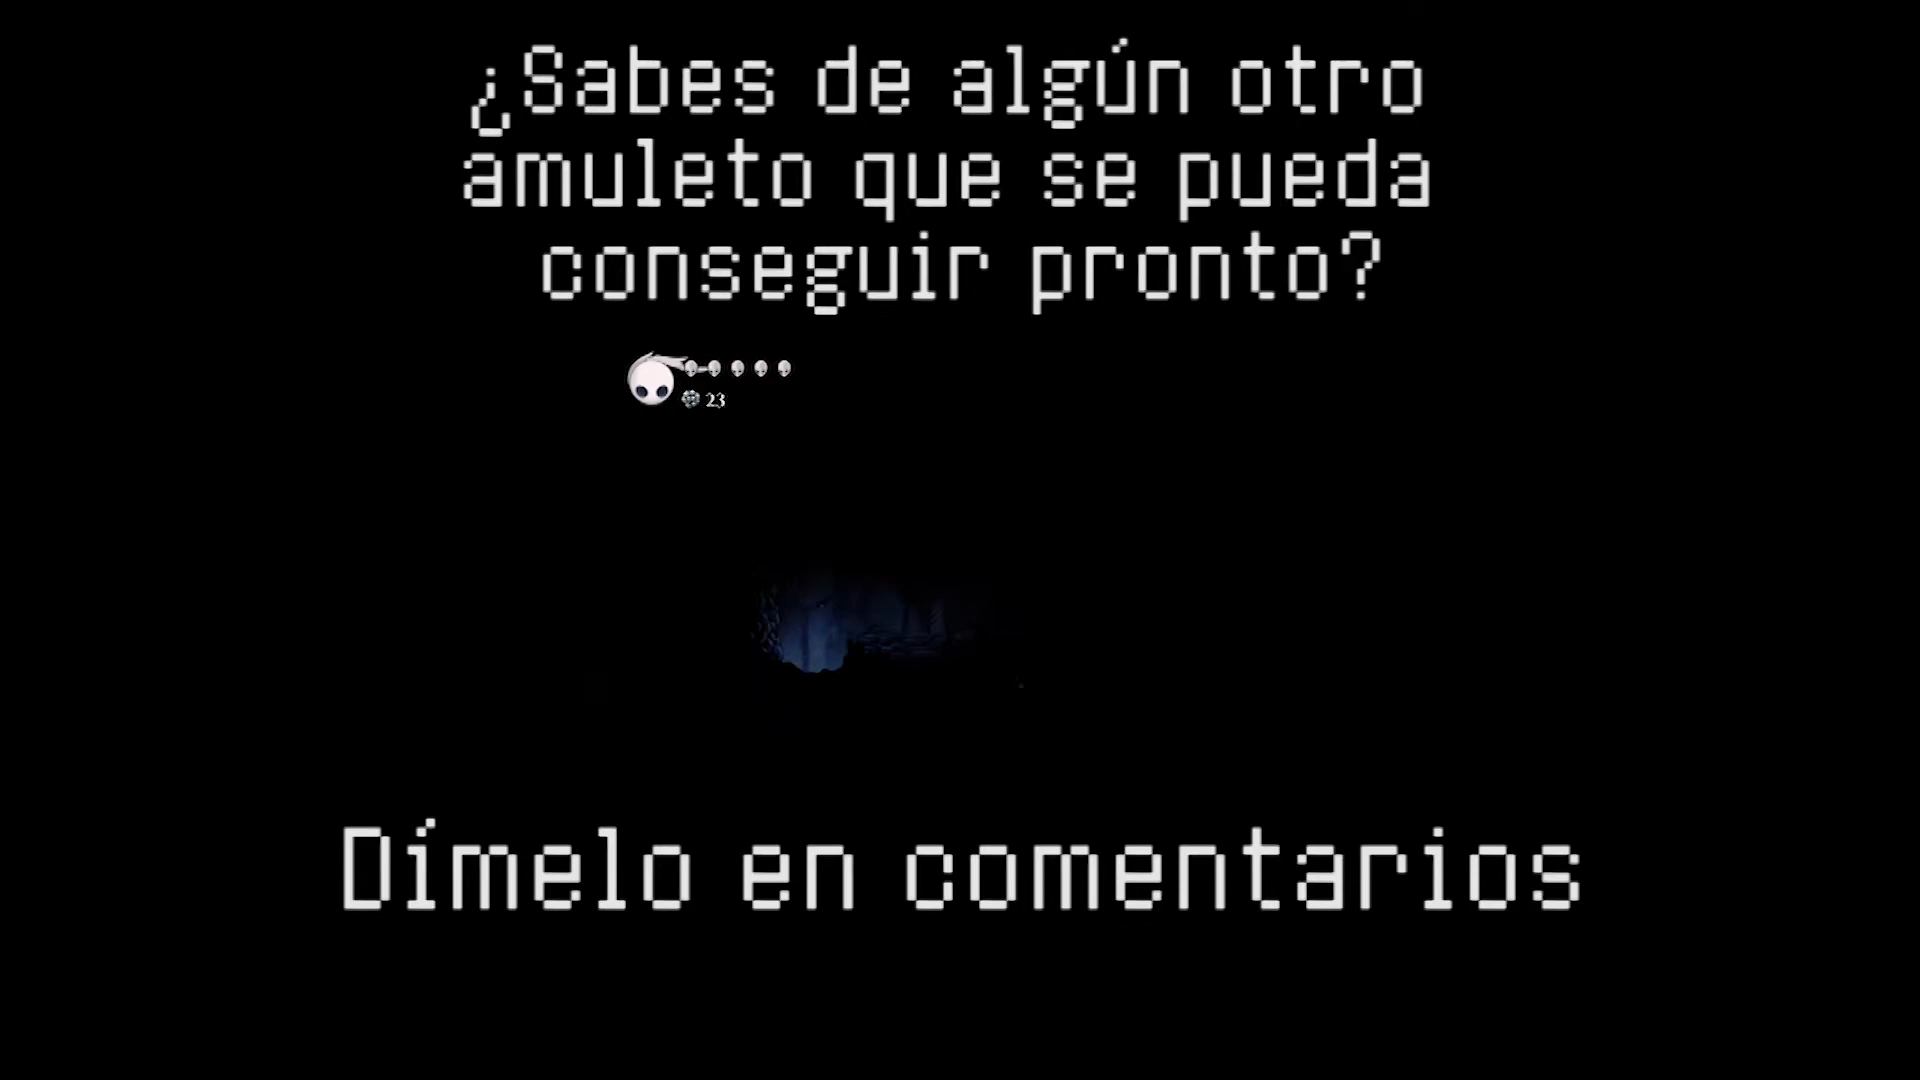 ¿Sabes de algún otro
amuleto que se pueda
conseguir pronto?
23
Dímelo en comentarios